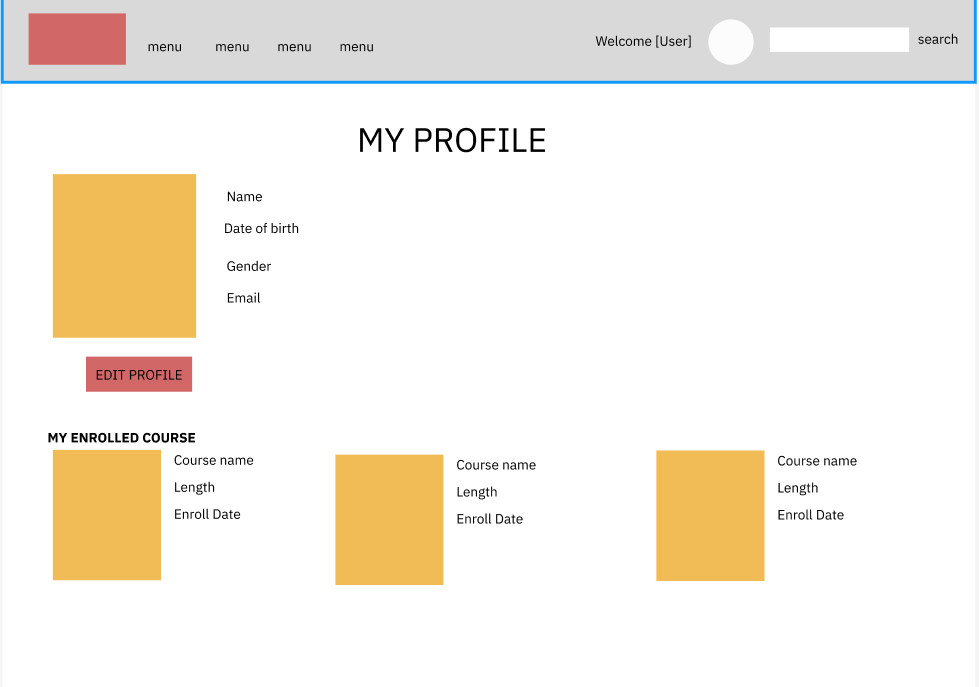 menu menu menu menu Welcome [User] search
MY PROFILE
Name
Date of birth
Gender
Email
EDIT PROFILE
MY ENROLLED COURSE
Course name
Length
Enroll Date
Course name
Length
Enroll Date
Course name
Length
Enroll Date